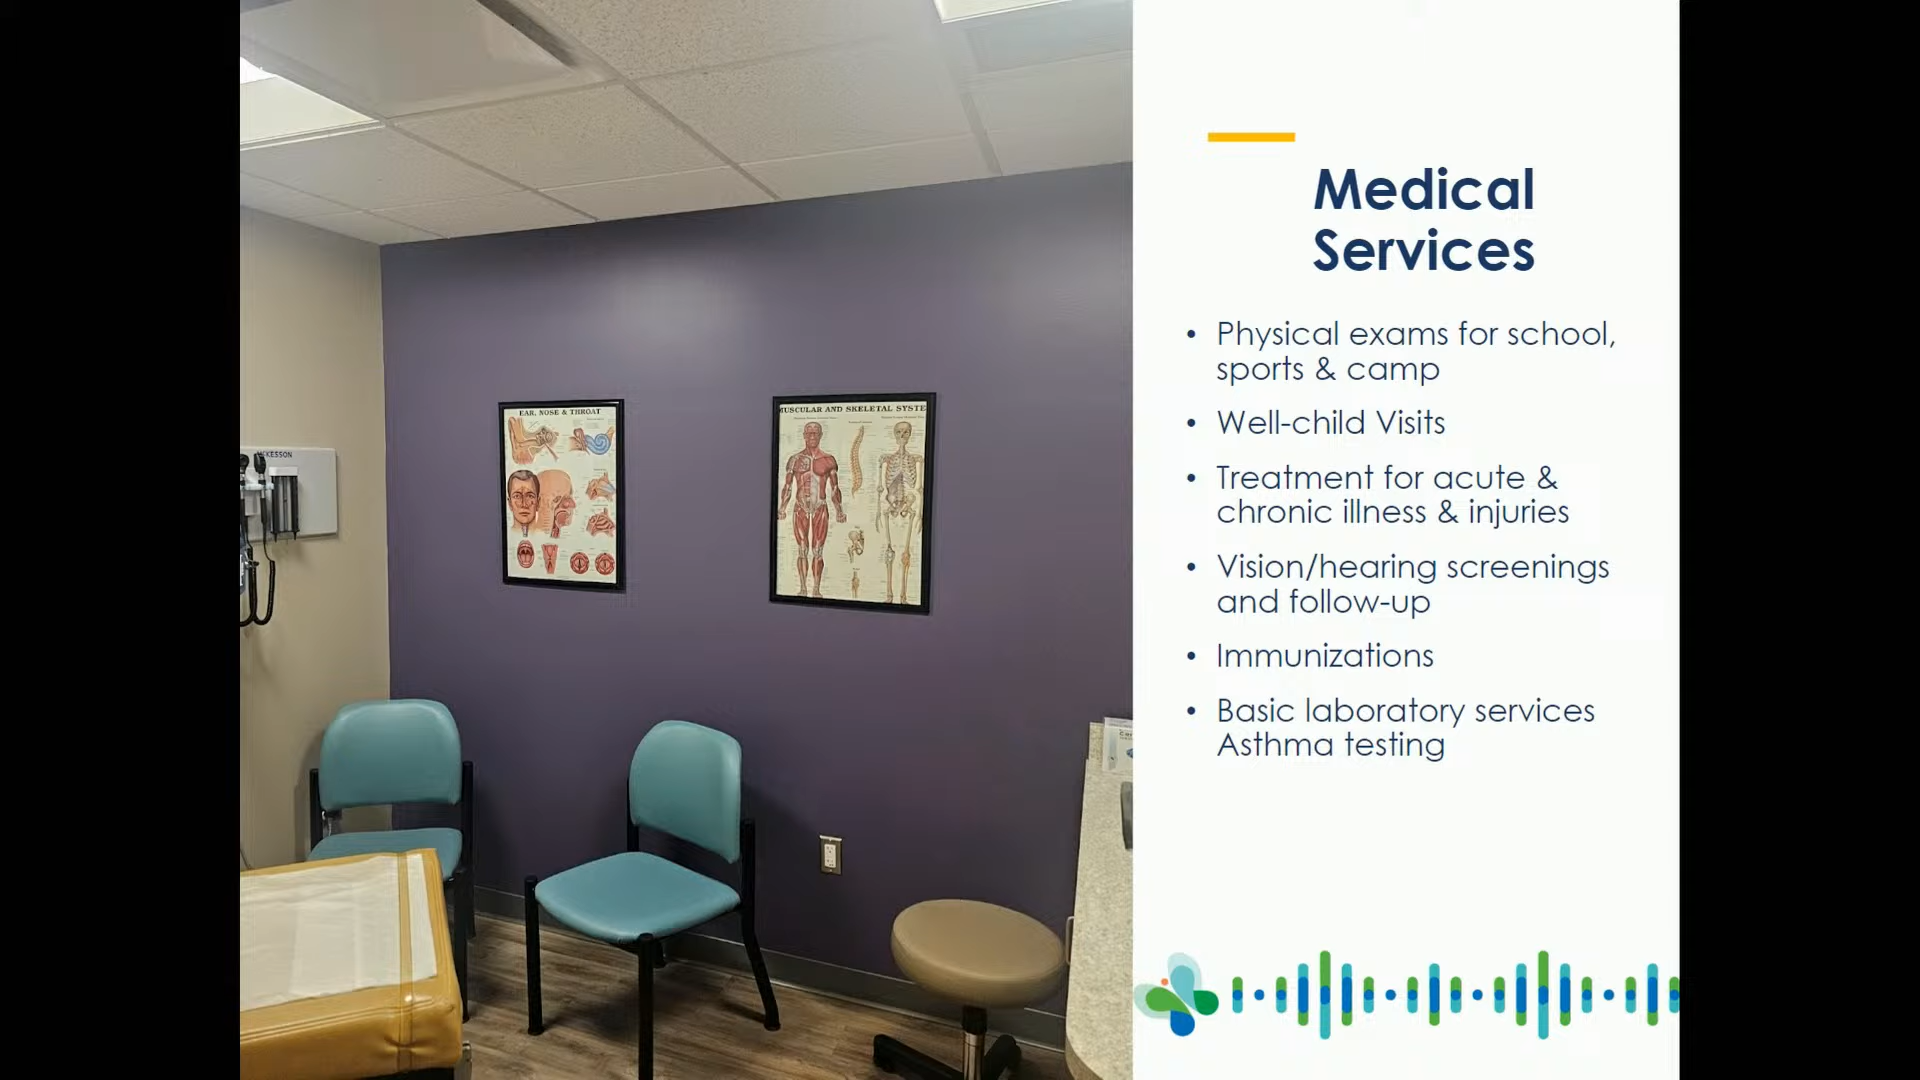 EAR, NOSE & THROAT
MUSCULAR AND SKELETAL SYSTE
Medical
Services
• Physical exams for school,
sports & camp
• Well-child Visits
• Treatment for acute &
chronic illness & injuries
• Vision/hearing screenings
and follow-up
• Immunizations
• Basic laboratory services
Asthma testing